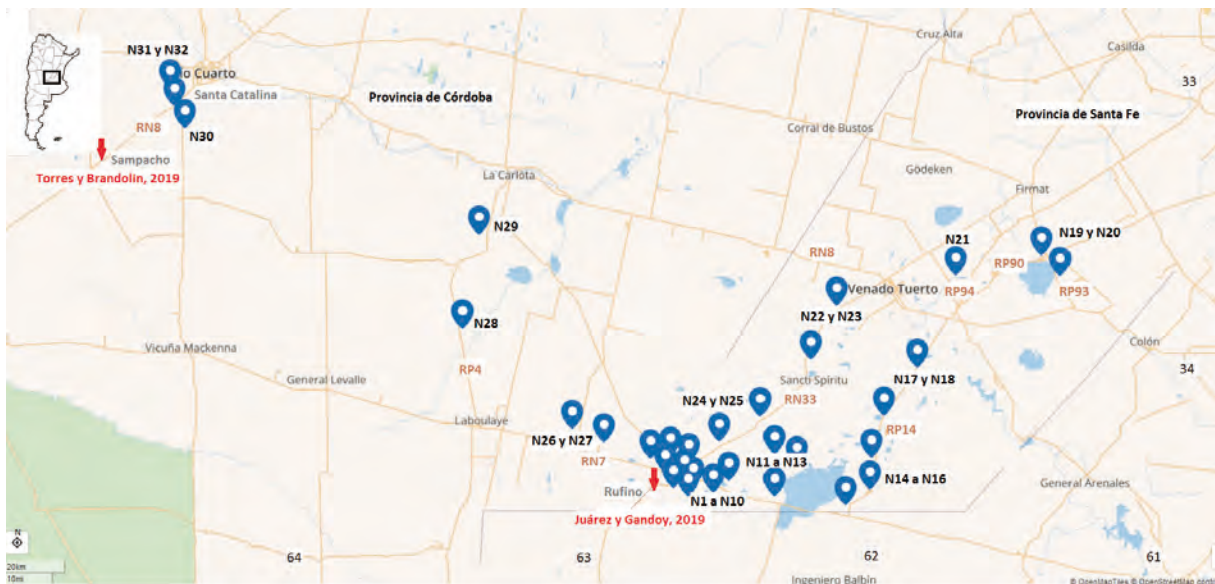 Cruz Alta
Casilda
N31 y N32
Río Cuarto
33
Santa Catalina
Provincia de Córdoba
Provincia de Santa Fe
N30
RN8
Corral de Bustos
Sampacho
Torres y Brandolin, 2019
La Carlota
Gödeken
Firmat
N29
N21
N19 y N20
RN8
RP90
RP94
RP93
Venado Tuerto
N28
N22 y N23
Vicuña Mackenna
Colón
34
RP4
General Levalle
Sancti Spiritu
N17 y N18
N24 y N25
RN33
Laboulaye
N26 y N27
RP14
RN7
N11 a N13
Rufino
N1 a N10
N14 a N16
General Arenales
Juárez y Gandoy, 2019
N
64
63
62
61
20km
10mi
Ingeniero Balbín
© OpenMapTiles © OpenStreetMap contri